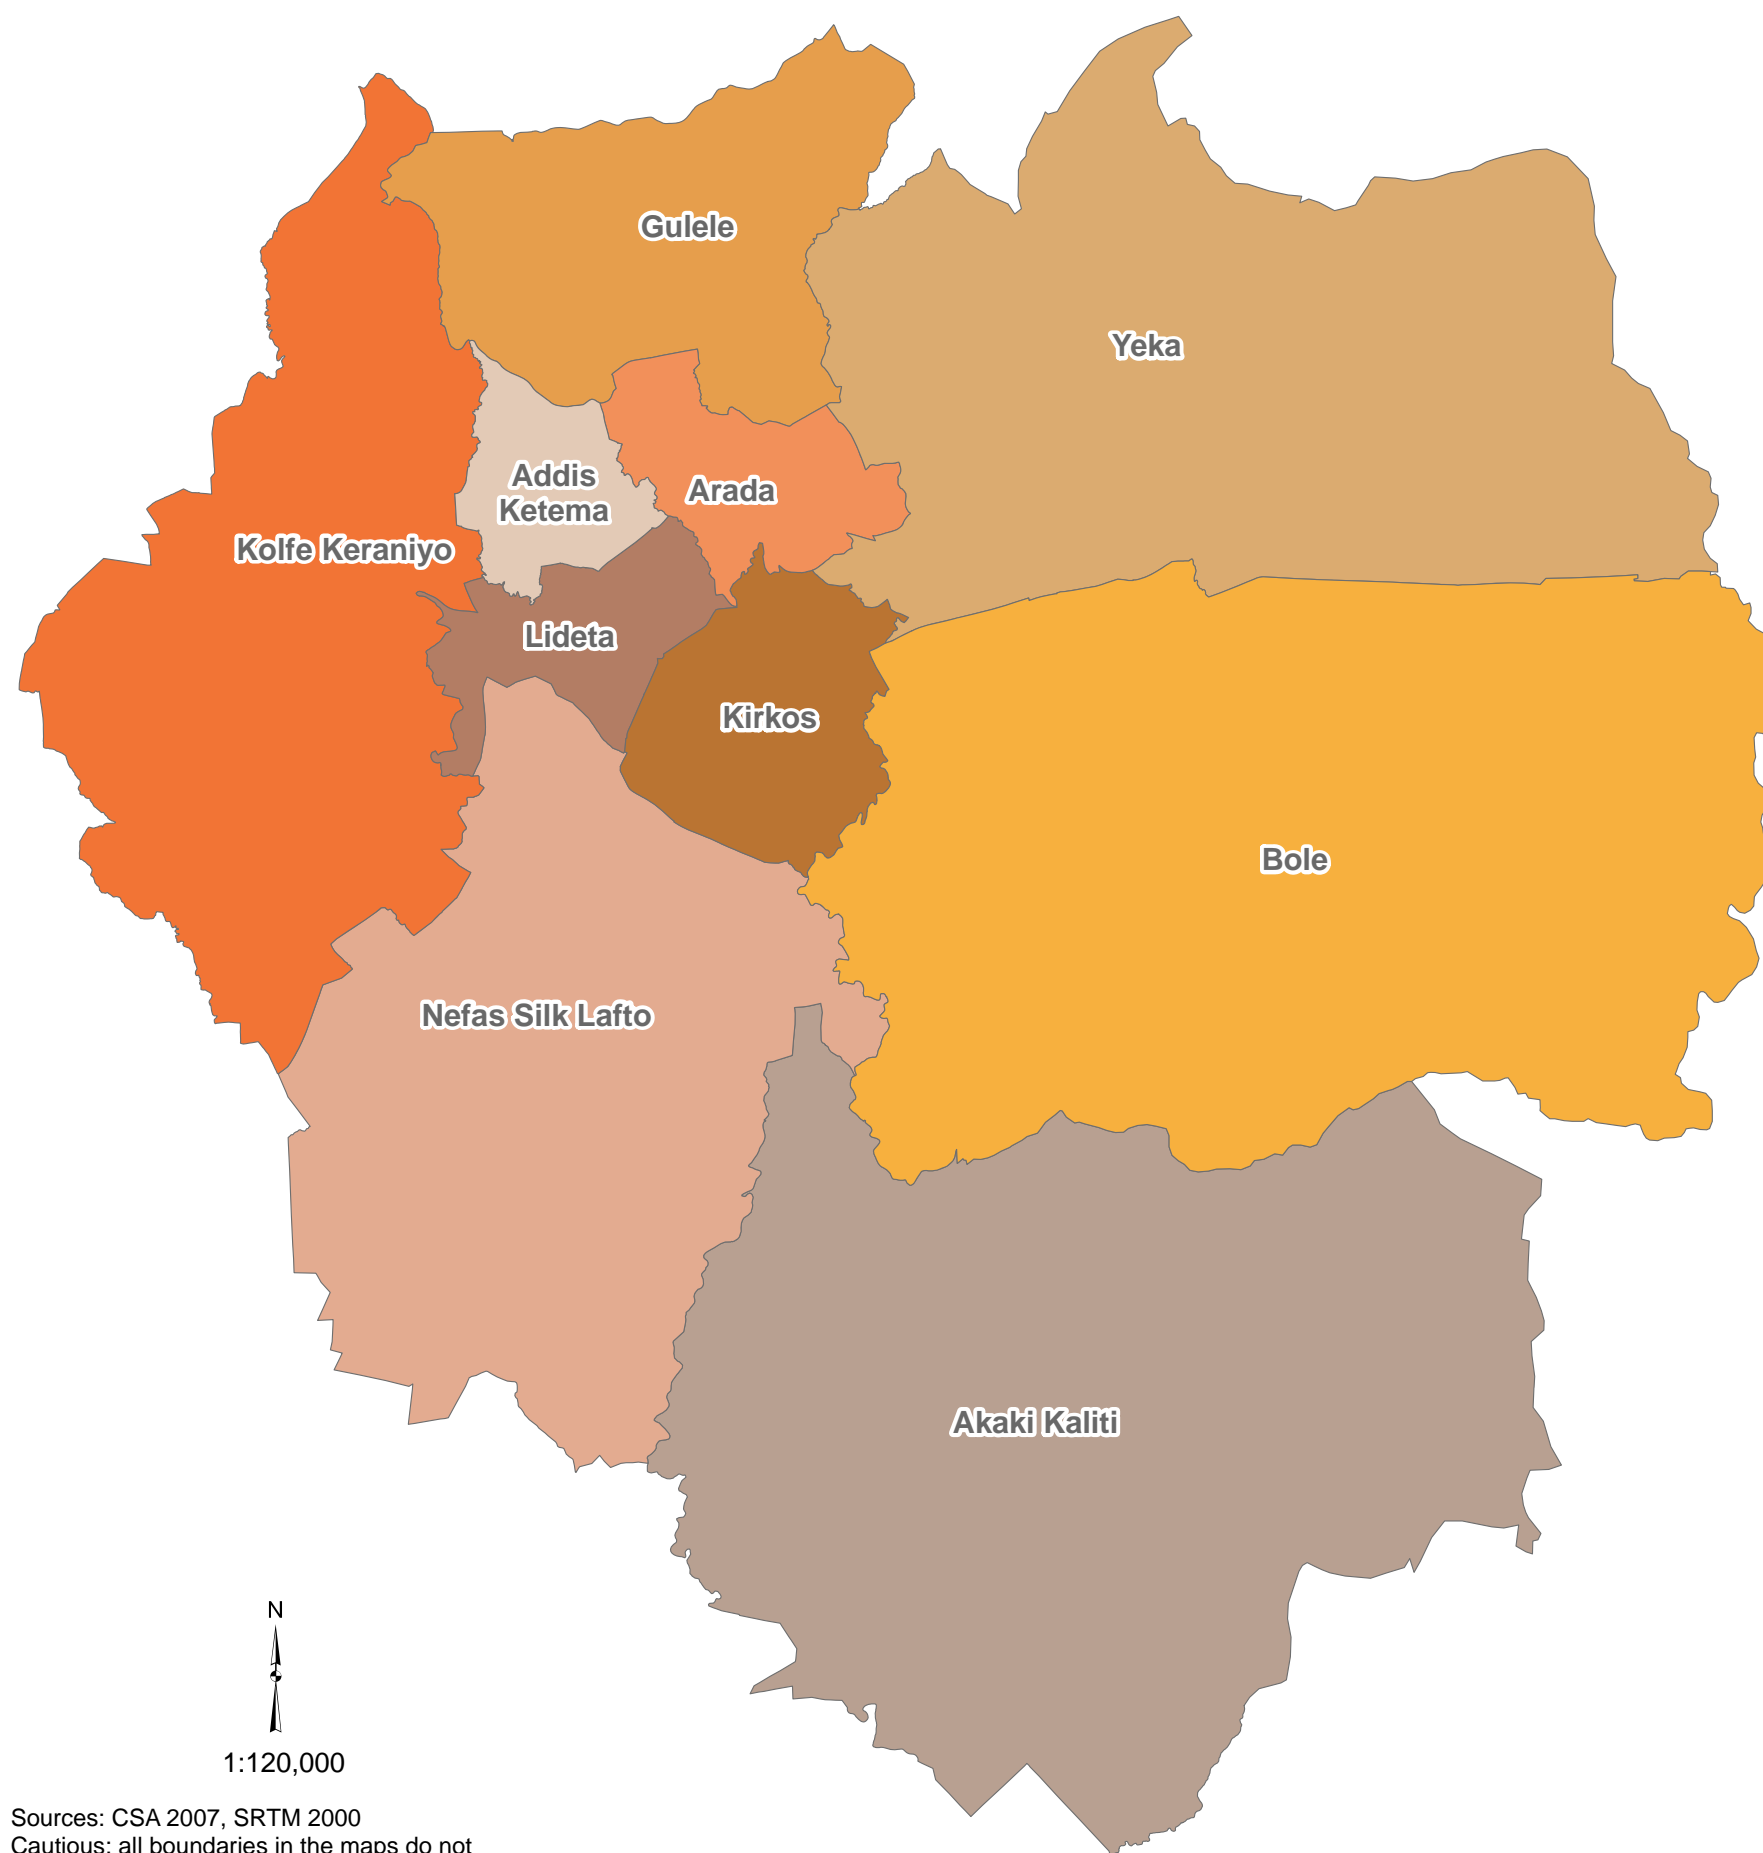 Gulele
Yeka
Addis
Ketema
Arada
Kolfe Keraniyo
Lideta
Kirkos
Bole
Nefas Silk Lafto
Akaki Kaliti
N
1:120,000
Sources: CSA 2007, SRTM 2000
Cautious: all boundaries in the maps do not